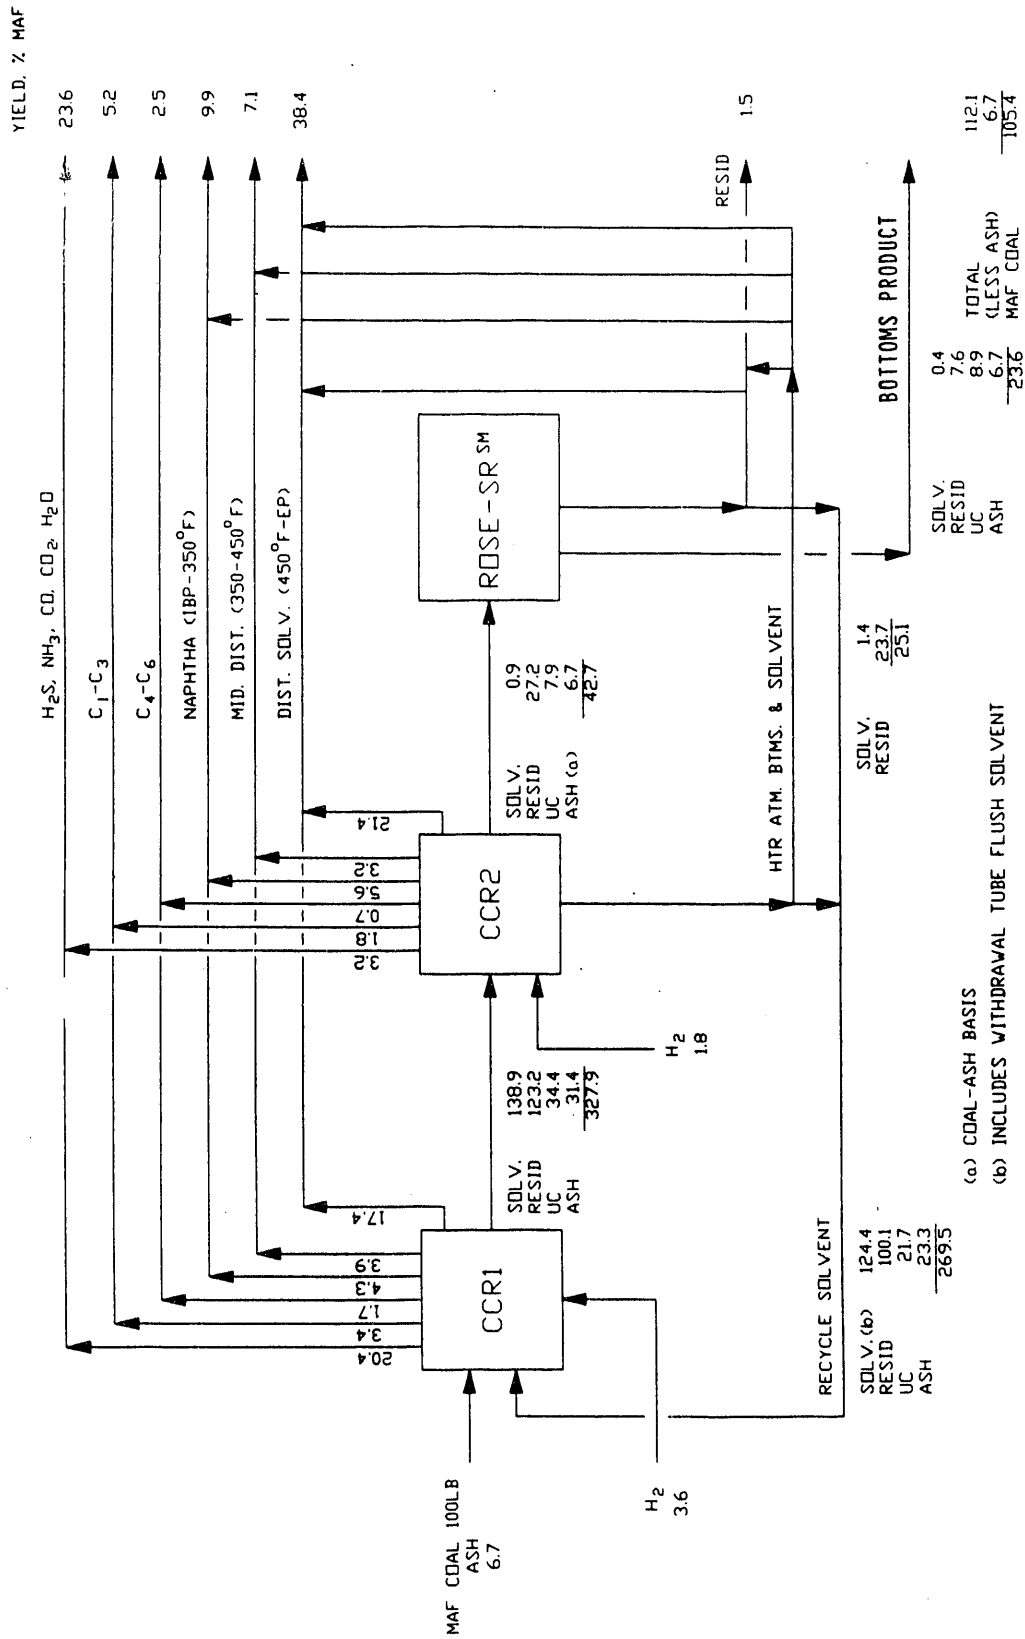 YIELD, % MAF
H₂S, NH₃, CO, CO₂, H₂O
23.6
C₁-C₃
5.2
C₄-C₆
2.5
NAPHTHA (IBP-350°F)
9.9
MID. DIST. (350-450°F)
7.1
DIST. SOLV. (450°F-EP)
38.4
20.4
3.4
1.7
4.3
3.9
17.4
3.2
1.8
0.7
5.6
3.2
21.4
MAF COAL 100LB
ASH
6.7
CCR1
CCR2
ROSE-SR SM
H₂
3.6
H₂
1.8
SOLV. 138.9
RESID 123.2
UC 34.4
ASH 31.4
327.9
SOLV. 0.9
RESID 27.2
UC 7.9
ASH (a) 6.7
42.7
RESID
1.5
HTR ATM. BTMS. & SOLVENT
RECYCLE SOLVENT
SOLV.(b) 124.4
RESID 100.1
UC 21.7
ASH 23.3
269.5
SOLV. 1.4
RESID 23.7
25.1
BOTTOMS PRODUCT
SOLV. 0.4
RESID 7.6
UC 8.9
ASH 6.7
23.6
TOTAL 112.1
(LESS ASH) 6.7
MAF COAL 105.4
(a) COAL-ASH BASIS
(b) INCLUDES WITHDRAWAL TUBE FLUSH SOLVENT